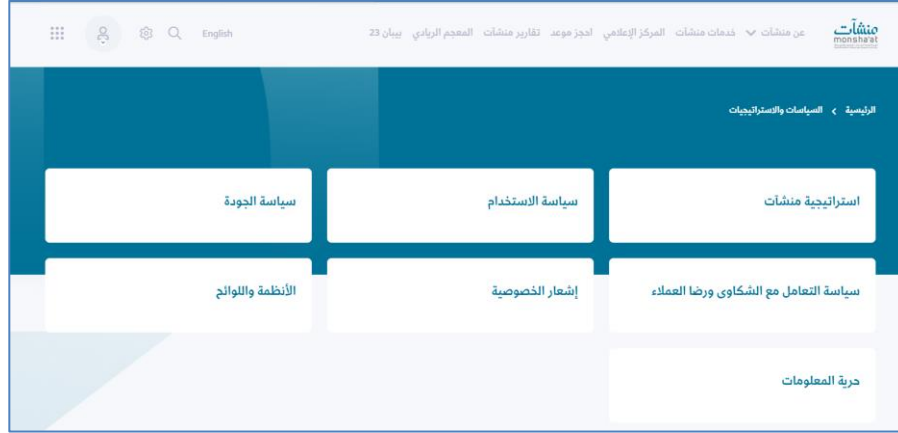 منشآت
monsha'at
عن منشآت خدمات منشآت المركز الإعلامي احجز موعد تقارير منشآت المعجم الريادي بيبان 23
English
الرئيسية > السياسات والاستراتيجيات
استراتيجية منشآت
سياسة الاستخدام
سياسة الجودة
سياسة التعامل مع الشكاوى ورضا العملاء
إشعار الخصوصية
الأنظمة واللوائح
حرية المعلومات